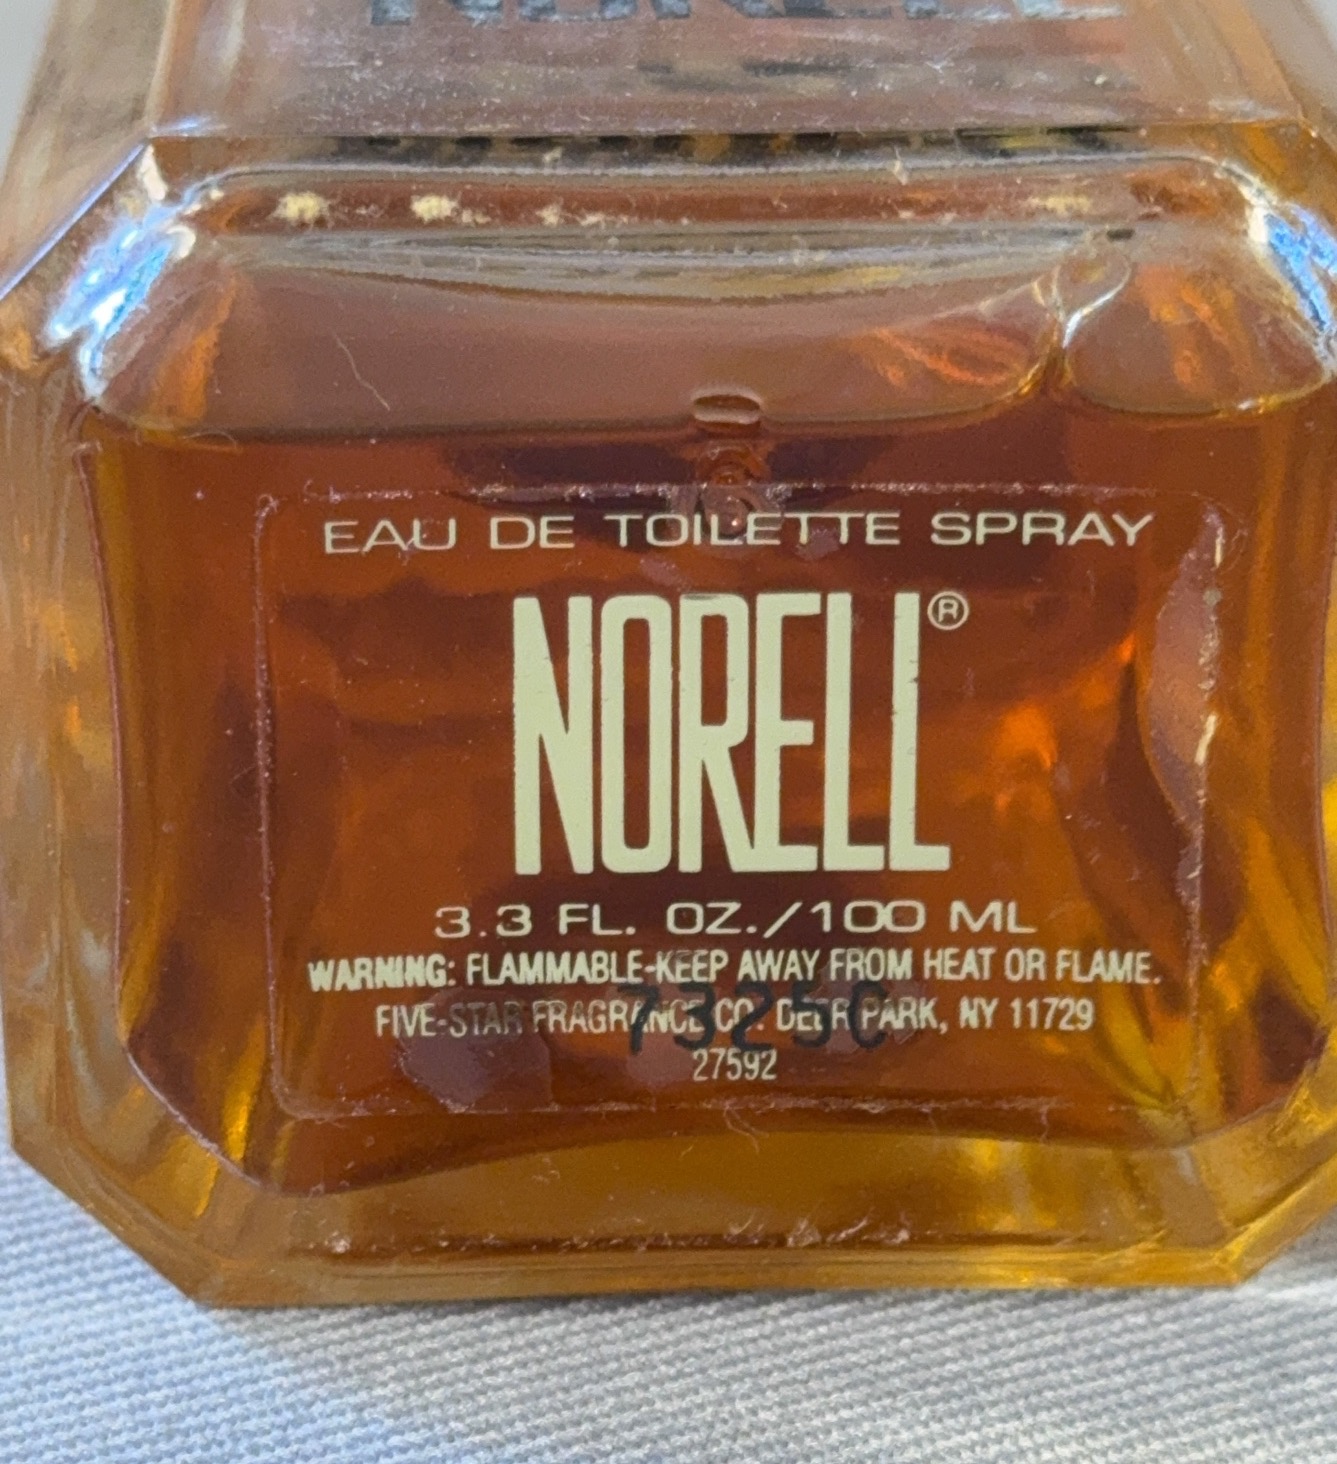 NORELL
EAU DE TOILETTE SPRAY
NORELL®
3.3 FL. OZ./100 ML
WARNING: FLAMMABLE-KEEP AWAY FROM HEAT OR FLAME.
FIVE-STAR FRAGRANCE CO. DEER PARK, NY 11729
7325C
27592